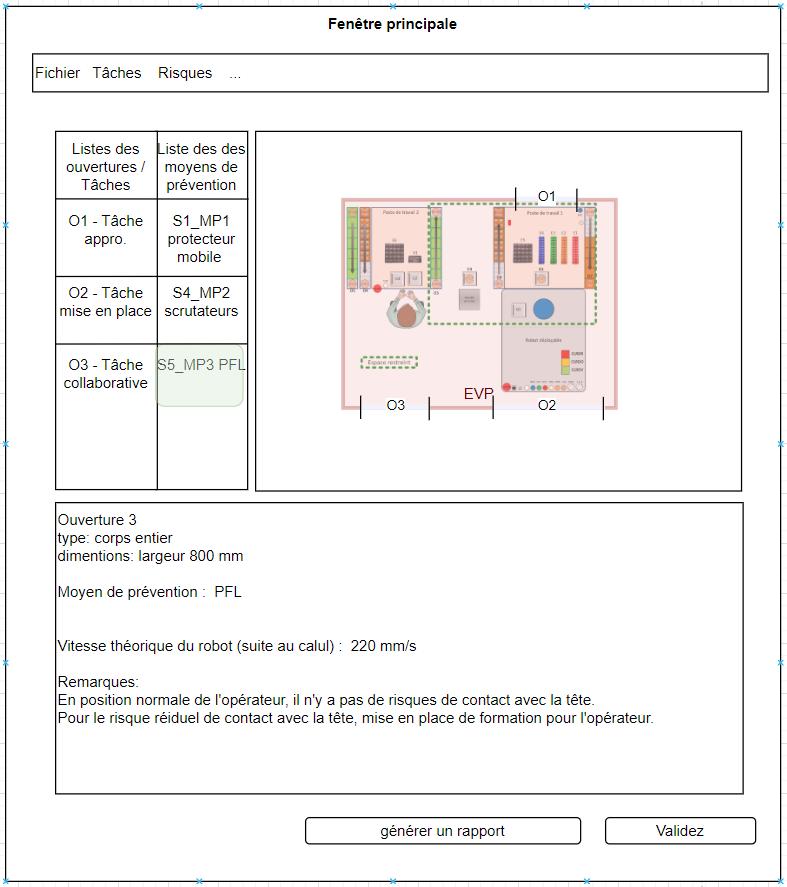 Fenêtre principale
Fichier Tâches Risques ...
Listes des
ouvertures /
Tâches
Liste des des
moyens de
prévention
O1 - Tâche
appro.
S1_MP1
protecteur
mobile
O2 - Tâche
mise en place
S4_MP2
scrutateurs
O3 - Tâche
collaborative
S5_MP3 PFL
O1
Poste de travail 2
Poste de travail 1
Robot déplaçable
Espace restreint
EVP
O3
O2
Ouverture 3
type: corps entier
dimentions: largeur 800 mm
Moyen de prévention : PFL
Vitesse théorique du robot (suite au calul) : 220 mm/s
Remarques:
En position normale de l'opérateur, il n'y a pas de risques de contact avec la tête.
Pour le risque réiduel de contact avec la tête, mise en place de formation pour l'opérateur.
générer un rapport
Validez